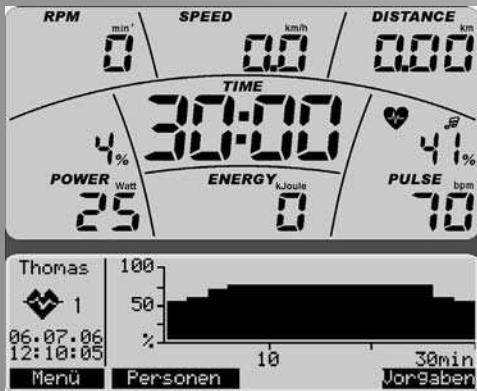 RPM SPEED DISTANCE
min⁻¹ km/h km
0 0.0 0.00
TIME
30:00
4% 41%
POWER Watt ENERGY kJoule PULSE bpm
25 0 70
Thomas 100
1 50
06.07.06 %
12:10:05 10 30min
Menü Personen Vorgaben